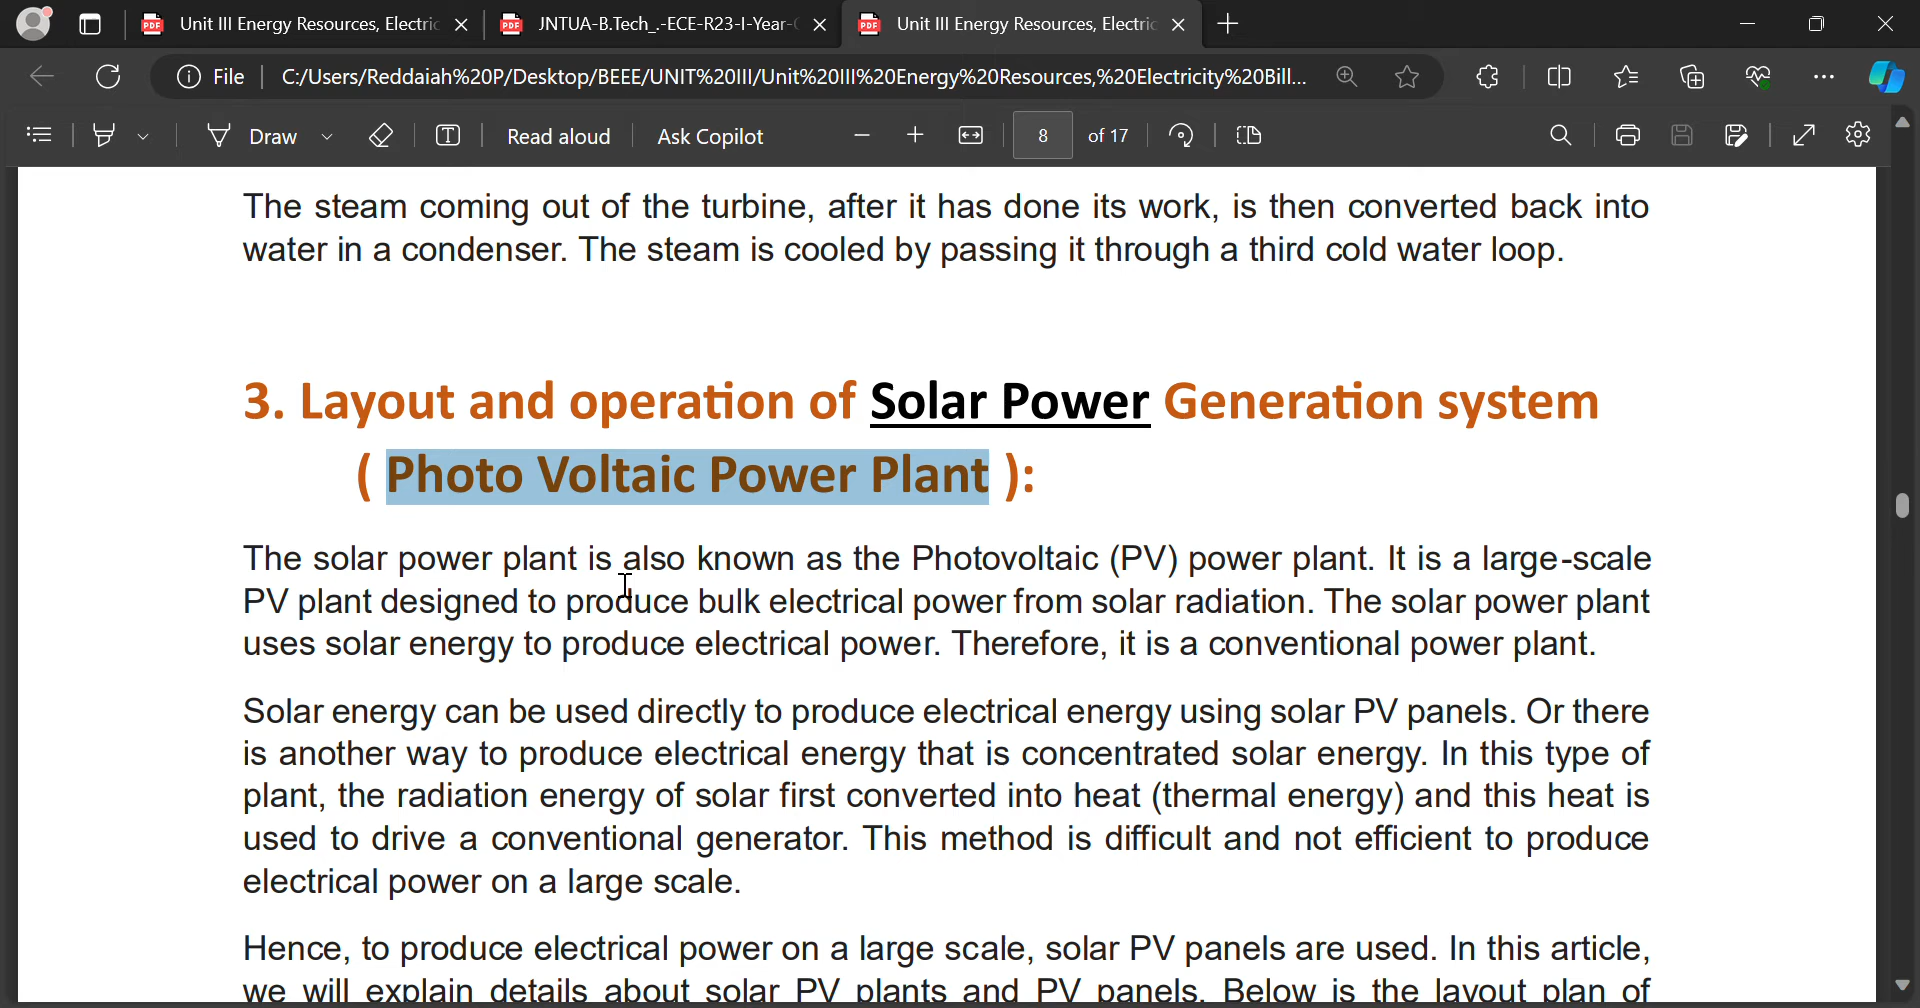 Unit III Energy Resources, Electric
JNTUA-B.Tech_.-ECE-R23-I-Year-
Unit III Energy Resources, Electric
File
C:/Users/Reddaiah%20P/Desktop/BEEE/UNIT%20III/Unit%20III%20Energy%20Resources,%20Electricity%20Bill...
Draw
Read aloud
Ask Copilot
8
of 17
The steam coming out of the turbine, after it has done its work, is then converted back into
water in a condenser. The steam is cooled by passing it through a third cold water loop.
3. Layout and operation of Solar Power Generation system
( Photo Voltaic Power Plant ):
The solar power plant is also known as the Photovoltaic (PV) power plant. It is a large-scale
PV plant designed to produce bulk electrical power from solar radiation. The solar power plant
uses solar energy to produce electrical power. Therefore, it is a conventional power plant.
Solar energy can be used directly to produce electrical energy using solar PV panels. Or there
is another way to produce electrical energy that is concentrated solar energy. In this type of
plant, the radiation energy of solar first converted into heat (thermal energy) and this heat is
used to drive a conventional generator. This method is difficult and not efficient to produce
electrical power on a large scale.
Hence, to produce electrical power on a large scale, solar PV panels are used. In this article,
we will explain details about solar PV plants and PV panels. Below is the layout plan of